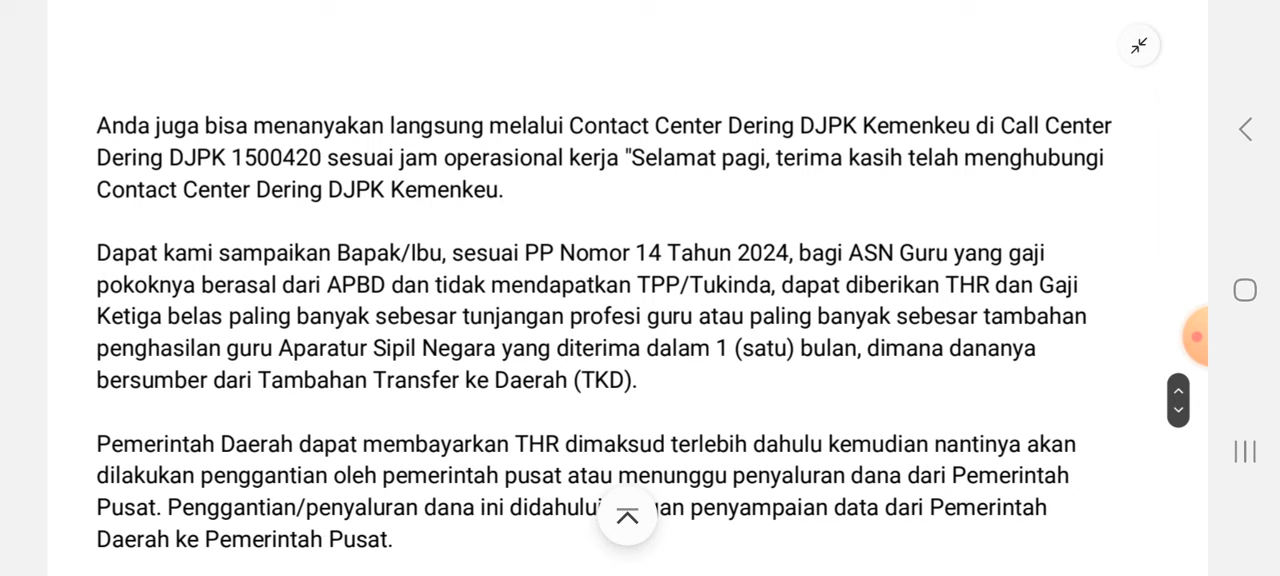 Anda juga bisa menanyakan langsung melalui Contact Center Dering DJPK Kemenkeu di Call Center
Dering DJPK 1500420 sesuai jam operasional kerja "Selamat pagi, terima kasih telah menghubungi
Contact Center Dering DJPK Kemenkeu.
Dapat kami sampaikan Bapak/Ibu, sesuai PP Nomor 14 Tahun 2024, bagi ASN Guru yang gaji
pokoknya berasal dari APBD dan tidak mendapatkan TPP/Tukinda, dapat diberikan THR dan Gaji
Ketiga belas paling banyak sebesar tunjangan profesi guru atau paling banyak sebesar tambahan
penghasilan guru Aparatur Sipil Negara yang diterima dalam 1 (satu) bulan, dimana dananya
bersumber dari Tambahan Transfer ke Daerah (TKD).
Pemerintah Daerah dapat membayarkan THR dimaksud terlebih dahulu kemudian nantinya akan
dilakukan penggantian oleh pemerintah pusat atau menunggu penyaluran dana dari Pemerintah
Pusat. Penggantian/penyaluran dana ini didahului an penyampaian data dari Pemerintah
Daerah ke Pemerintah Pusat.